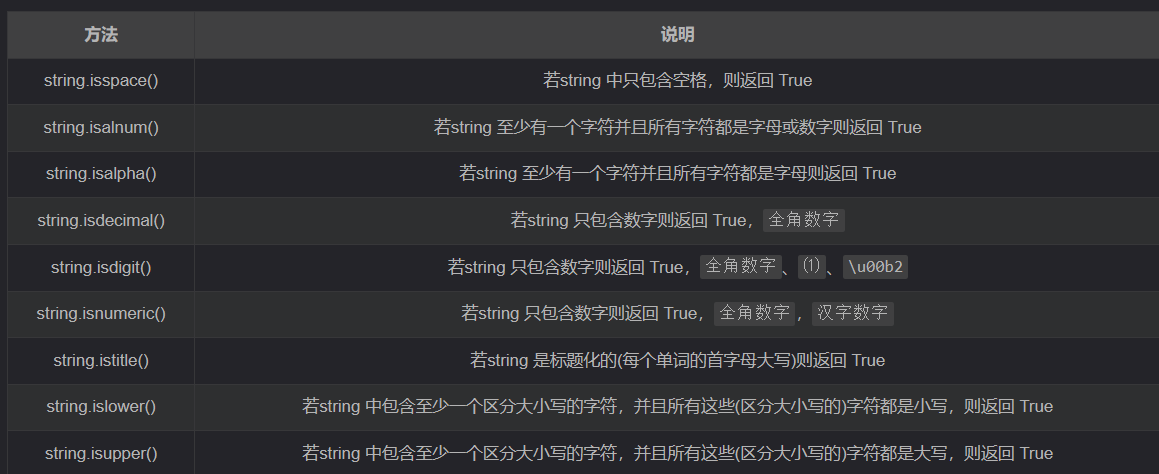 方法 说明
string.isspace() 若string 中只包含空格，则返回 True
string.isalnum() 若string 至少有一个字符并且所有字符都是字母或数字则返回 True
string.isalpha() 若string 至少有一个字符并且所有字符都是字母则返回 True
string.isdecimal() 若string 只包含数字则返回 True，全角数字
string.isdigit() 若string 只包含数字则返回 True，全角数字、⑴、\u00b2
string.isnumeric() 若string 只包含数字则返回 True，全角数字，汉字数字
string.istitle() 若string 是标题化的(每个单词的首字母大写)则返回 True
string.islower() 若string 中包含至少一个区分大小写的字符，并且所有这些(区分大小写的)字符都是小写，则返回 True
string.isupper() 若string 中包含至少一个区分大小写的字符，并且所有这些(区分大小写的)字符都是大写，则返回 True